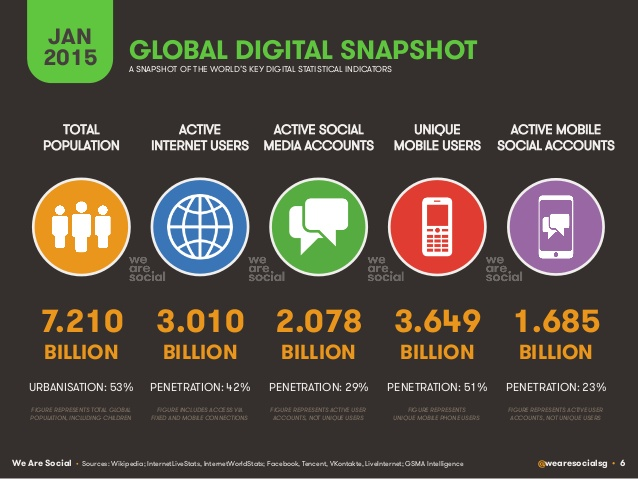 JAN
2015
GLOBAL DIGITAL SNAPSHOT
A SNAPSHOT OF THE WORLD'S KEY DIGITAL STATISTICAL INDICATORS
TOTAL
POPULATION
ACTIVE
INTERNET USERS
ACTIVE SOCIAL
MEDIA ACCOUNTS
UNIQUE
MOBILE USERS
ACTIVE MOBILE
SOCIAL ACCOUNTS
we
are
social
we
are
social
we
are
social
we
are
social
7.210
BILLION
3.010
BILLION
2.078
BILLION
3.649
BILLION
1.685
BILLION
URBANISATION: 53%
PENETRATION: 42%
PENETRATION: 29%
PENETRATION: 51%
PENETRATION: 23%
FIGURE REPRESENTS TOTAL GLOBAL
POPULATION, INCLUDING CHILDREN
FIGURE INCLUDES ACCESS VIA
FIXED AND MOBILE CONNECTIONS
FIGURE REPRESENTS ACTIVE USER
ACCOUNTS, NOT UNIQUE USERS
FIGURE REPRESENTS
UNIQUE MOBILE PHONE USERS
FIGURE REPRESENTS ACTIVE USER
ACCOUNTS, NOT UNIQUE USERS
We Are Social • Sources: Wikipedia; InternetLiveStats, InternetWorldStats; Facebook, Tencent, VKontakte, LiveInternet; GSMA Intelligence
@wearesocialsg • 6